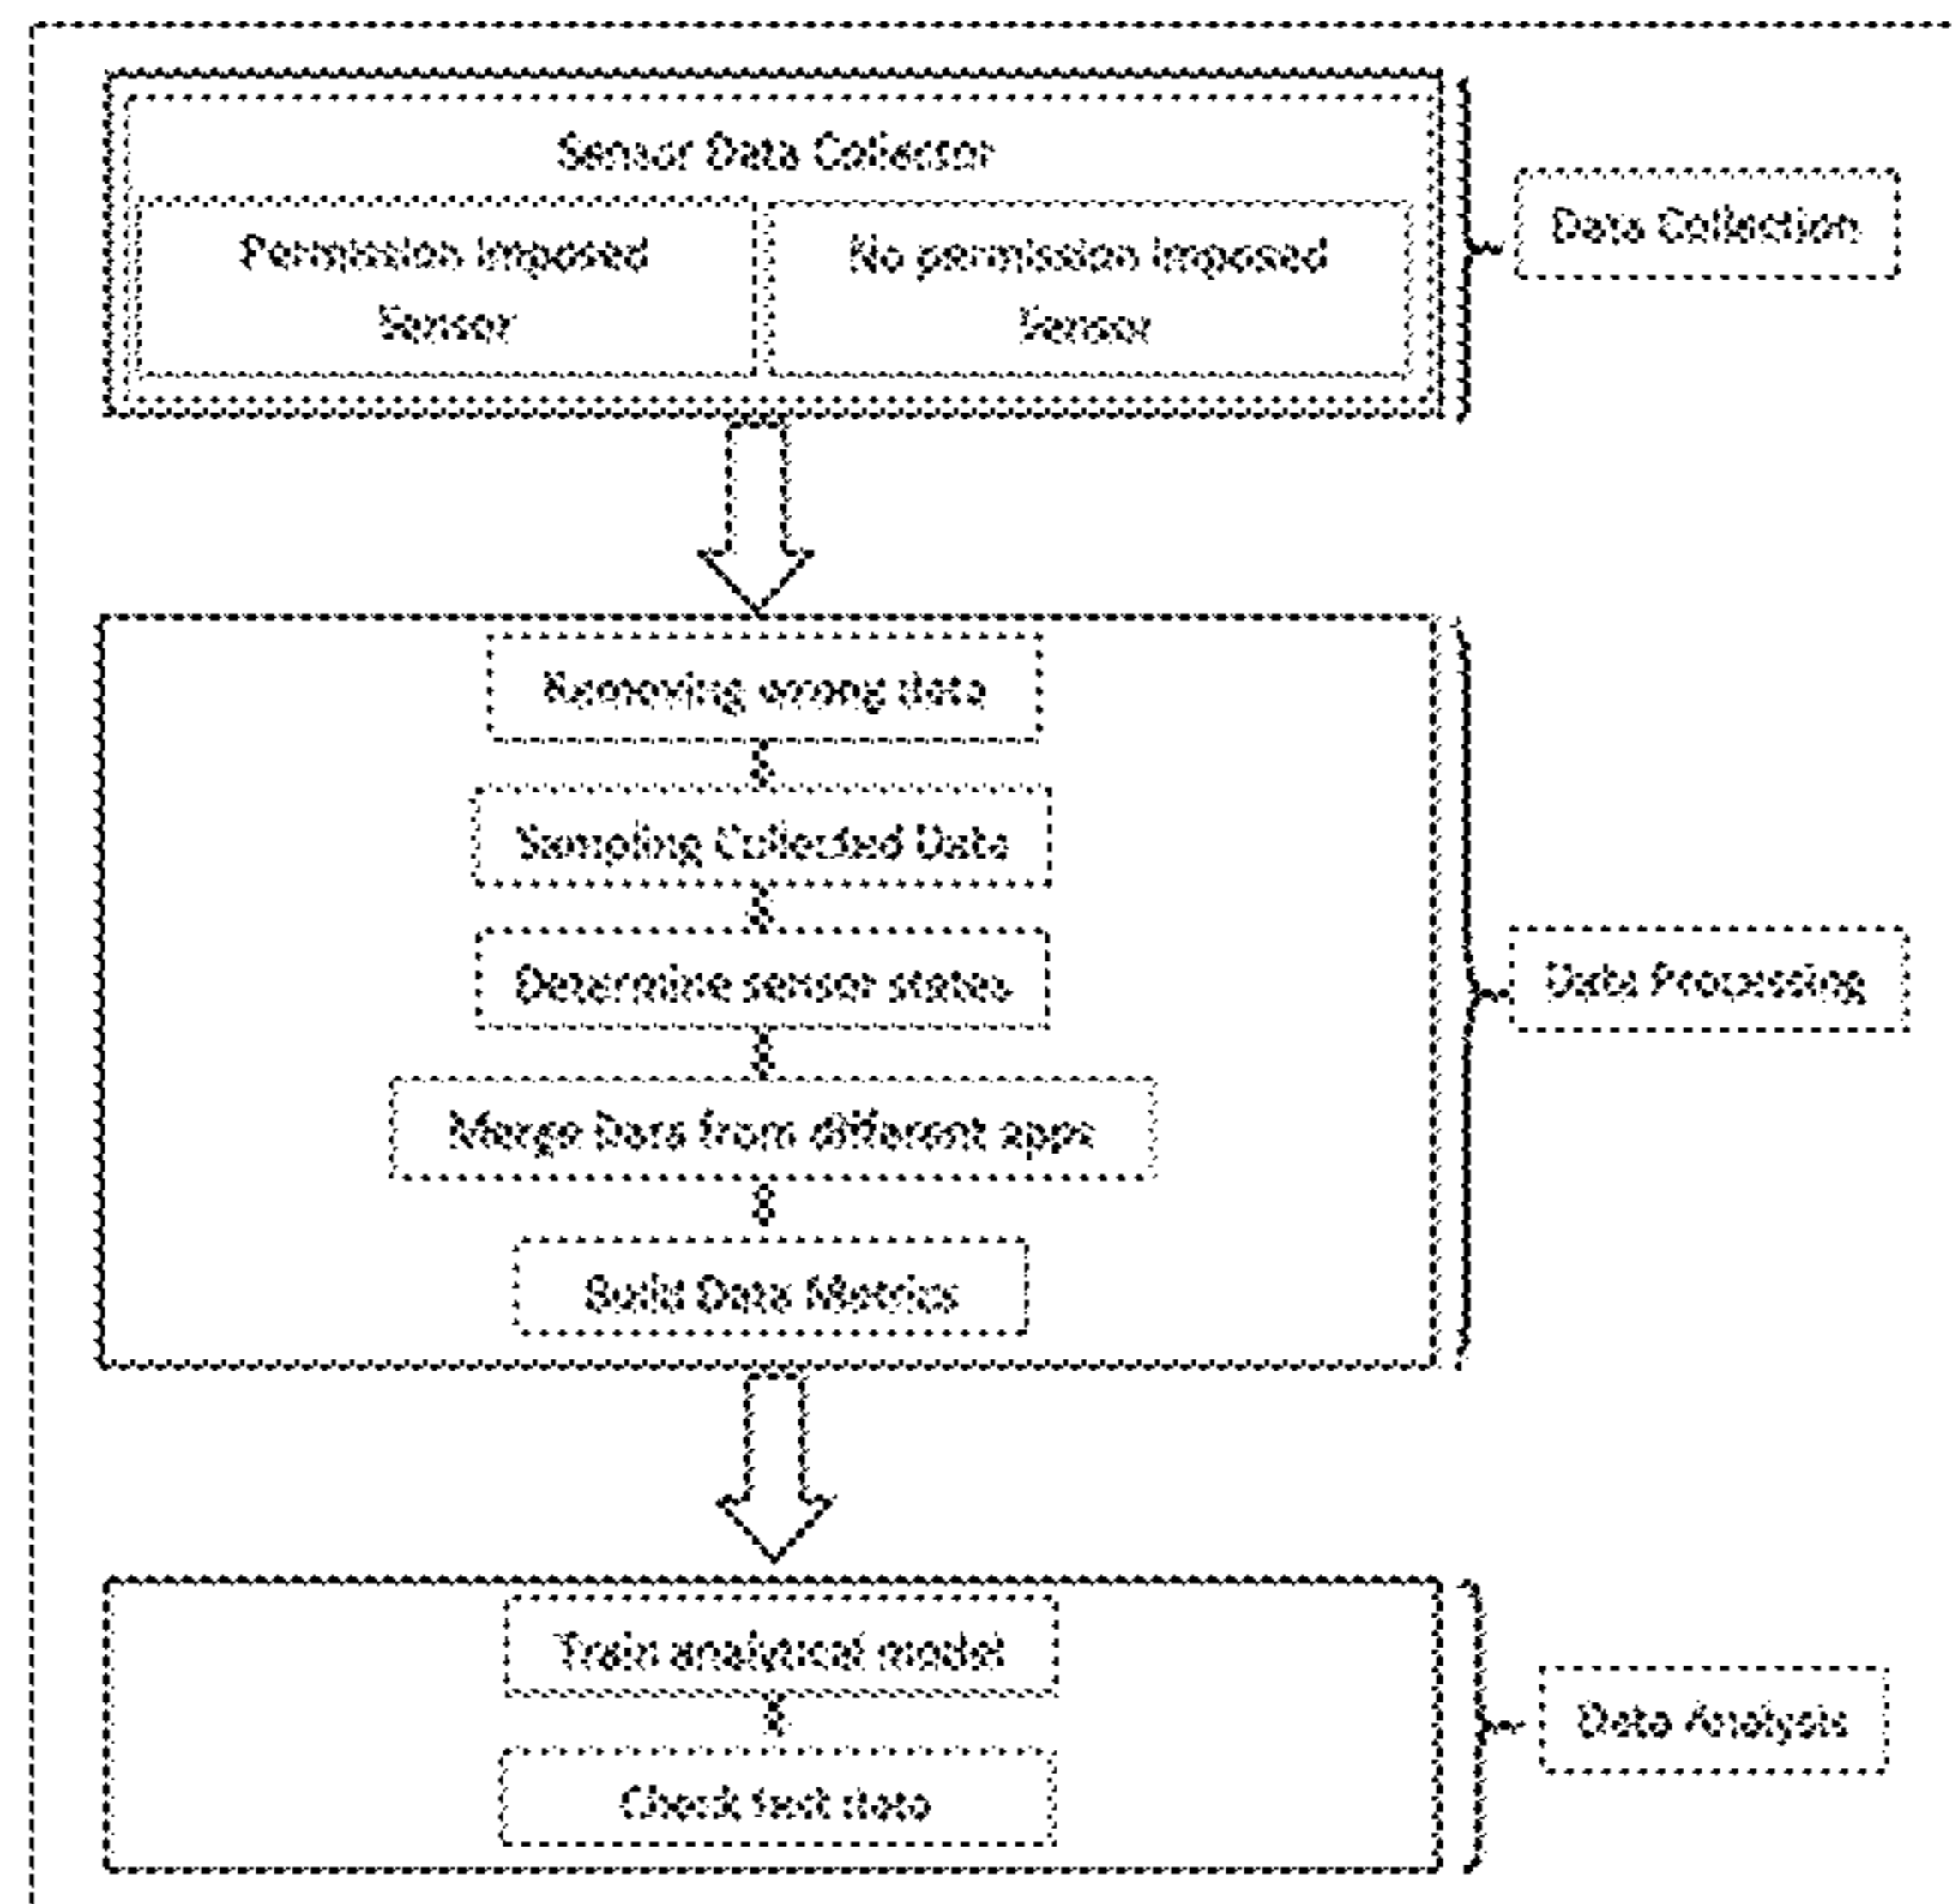 Sensor Data Collector
Permission Imposed
Sensor
No permission imposed
Sensor
Data Collection
Removing wrong data
Sampling Collected Data
Determine sensor states
Merge Data from different apps
Build Data Metrics
Data Processing
Train analytical model
Check test data
Data Analysis